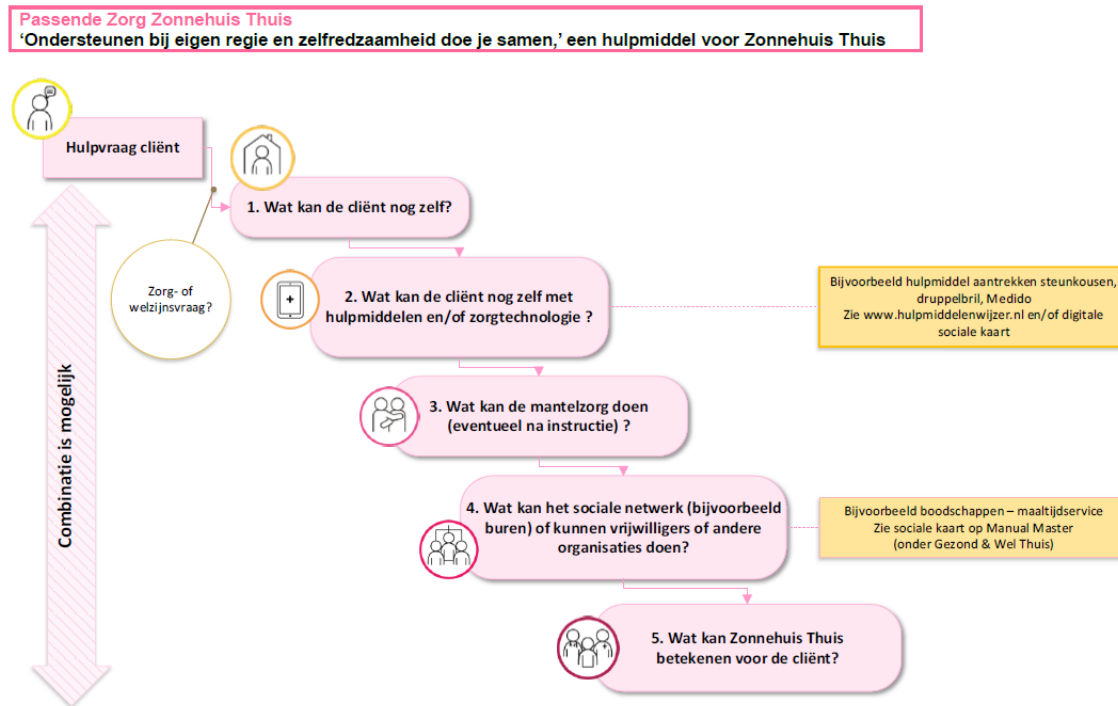 Passende Zorg Zonnehuis Thuis
‘Ondersteunen bij eigen regie en zelfredzaamheid doe je samen,’ een hulpmiddel voor Zonnehuis Thuis
Hulpvraag cliënt
1. Wat kan de cliënt nog zelf?
Zorg- of
welzijnsvraag?
2. Wat kan de cliënt nog zelf met
hulpmiddelen en/of zorgtechnologie ?
Bijvoorbeeld hulpmiddel aantrekken steunkousen,
druppelbril, Medido
Zie www.hulpmiddelenwijzer.nl en/of digitale
sociale kaart
3. Wat kan de mantelzorg doen
(eventueel na instructie) ?
Combinatie is mogelijk
4. Wat kan het sociale netwerk (bijvoorbeeld
buren) of kunnen vrijwilligers of andere
organisaties doen?
Bijvoorbeeld boodschappen – maaltijdservice
Zie sociale kaart op Manual Master
(onder Gezond & Wel Thuis)
5. Wat kan Zonnehuis Thuis
betekenen voor de cliënt?